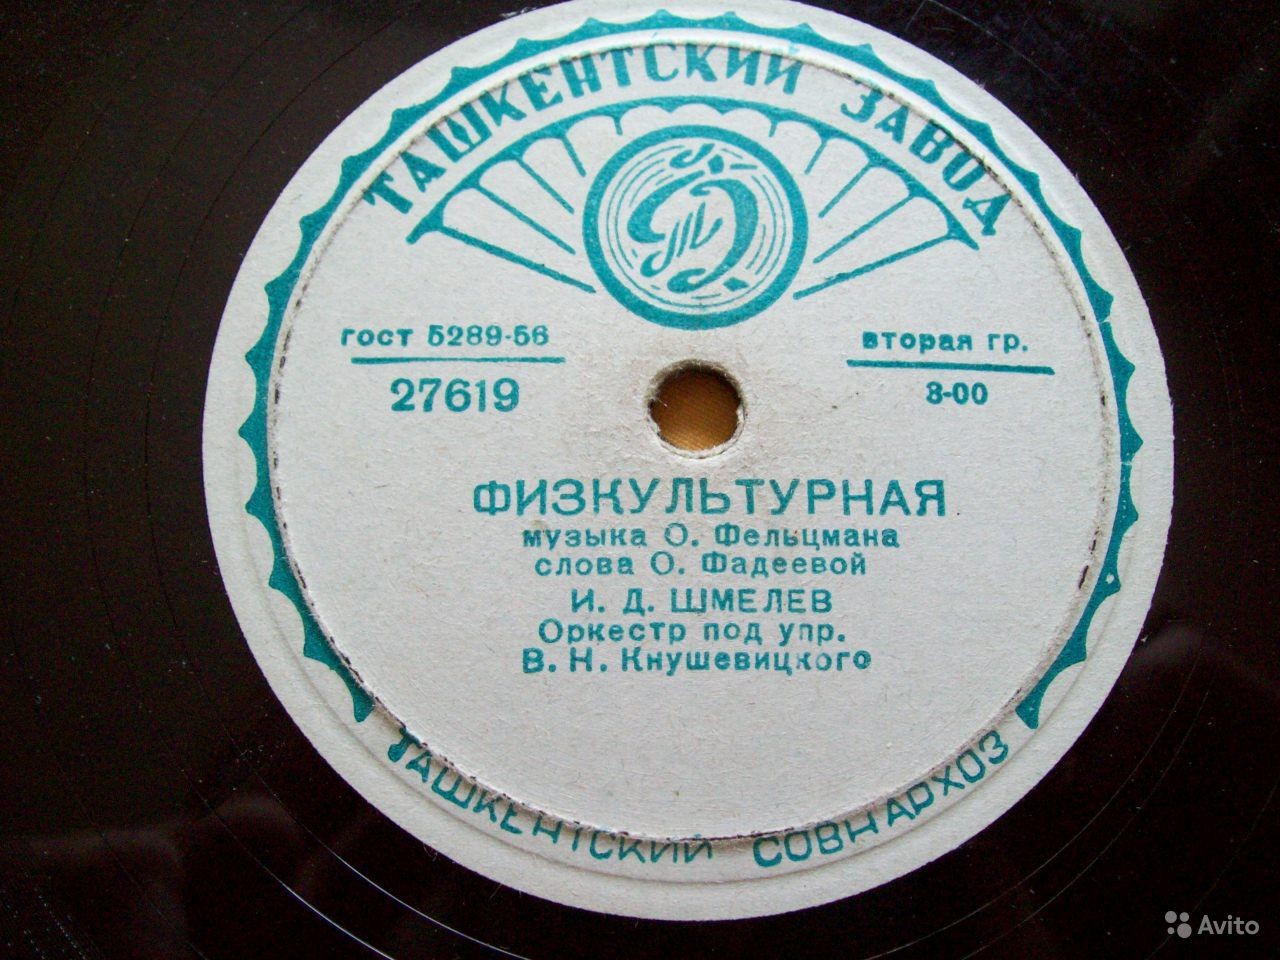 ТАШКЕНТСКИЙ ЗАВОД
гост 5289-56
27619
вторая гр.
8-00
ФИЗКУЛЬТУРНАЯ
музыка О. Фельцмана
слова О. Фадеевой
И. Д. ШМЕЛЕВ
Оркестр под упр.
В. Н. Кнушевицкого
ТАШКЕНТСКИЙ СОВНАРХОЗ
Avito